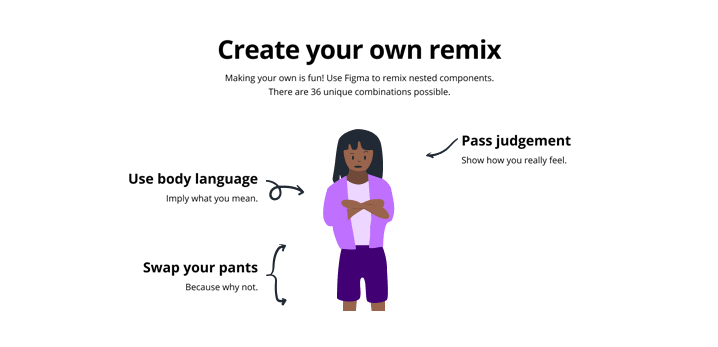 Create your own remix
Making your own is fun! Use Figma to remix nested components.
There are 36 unique combinations possible.
Pass judgement
Show how you really feel.
Use body language
Imply what you mean.
Swap your pants
Because why not.